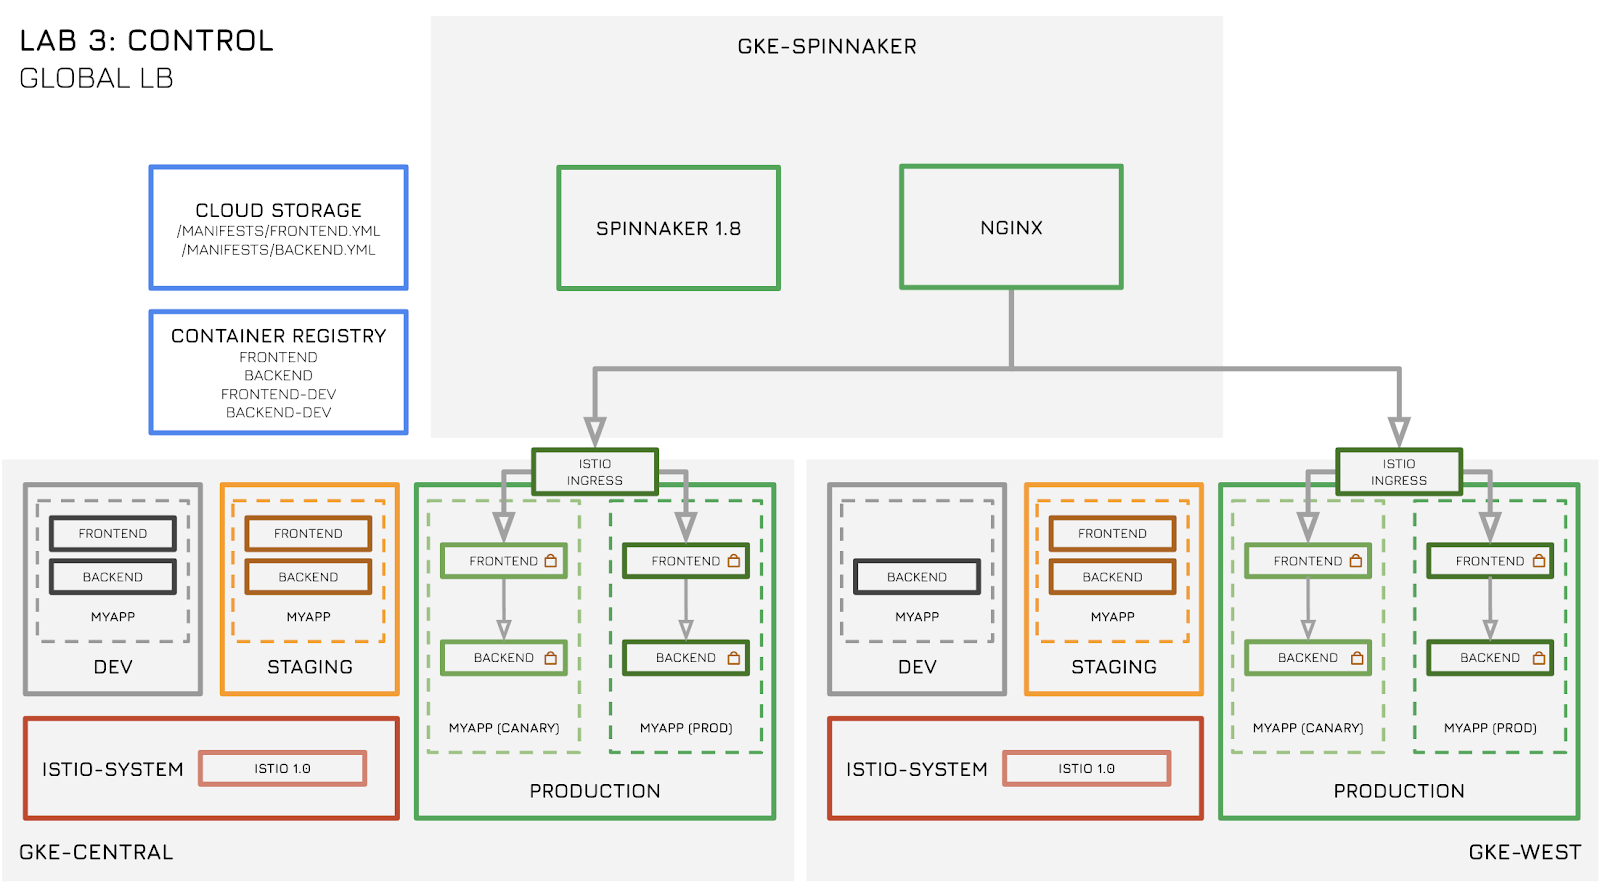 LAB 3: CONTROL
GLOBAL LB
GKE-SPINNAKER
CLOUD STORAGE
/MANIFESTS/FRONTEND.YML
/MANIFESTS/BACKEND.YML
SPINNAKER 1.8
NGINX
CONTAINER REGISTRY
FRONTEND
BACKEND
FRONTEND-DEV
BACKEND-DEV
ISTIO
INGRESS
FRONTEND
BACKEND
MYAPP
DEV
FRONTEND
BACKEND
MYAPP
STAGING
FRONTEND
BACKEND
MYAPP (CANARY)
FRONTEND
BACKEND
MYAPP (PROD)
PRODUCTION
ISTIO-SYSTEM
ISTIO 1.0
GKE-CENTRAL
ISTIO
INGRESS
BACKEND
MYAPP
DEV
FRONTEND
BACKEND
MYAPP
STAGING
FRONTEND
BACKEND
MYAPP (CANARY)
FRONTEND
BACKEND
MYAPP (PROD)
PRODUCTION
ISTIO-SYSTEM
ISTIO 1.0
GKE-WEST